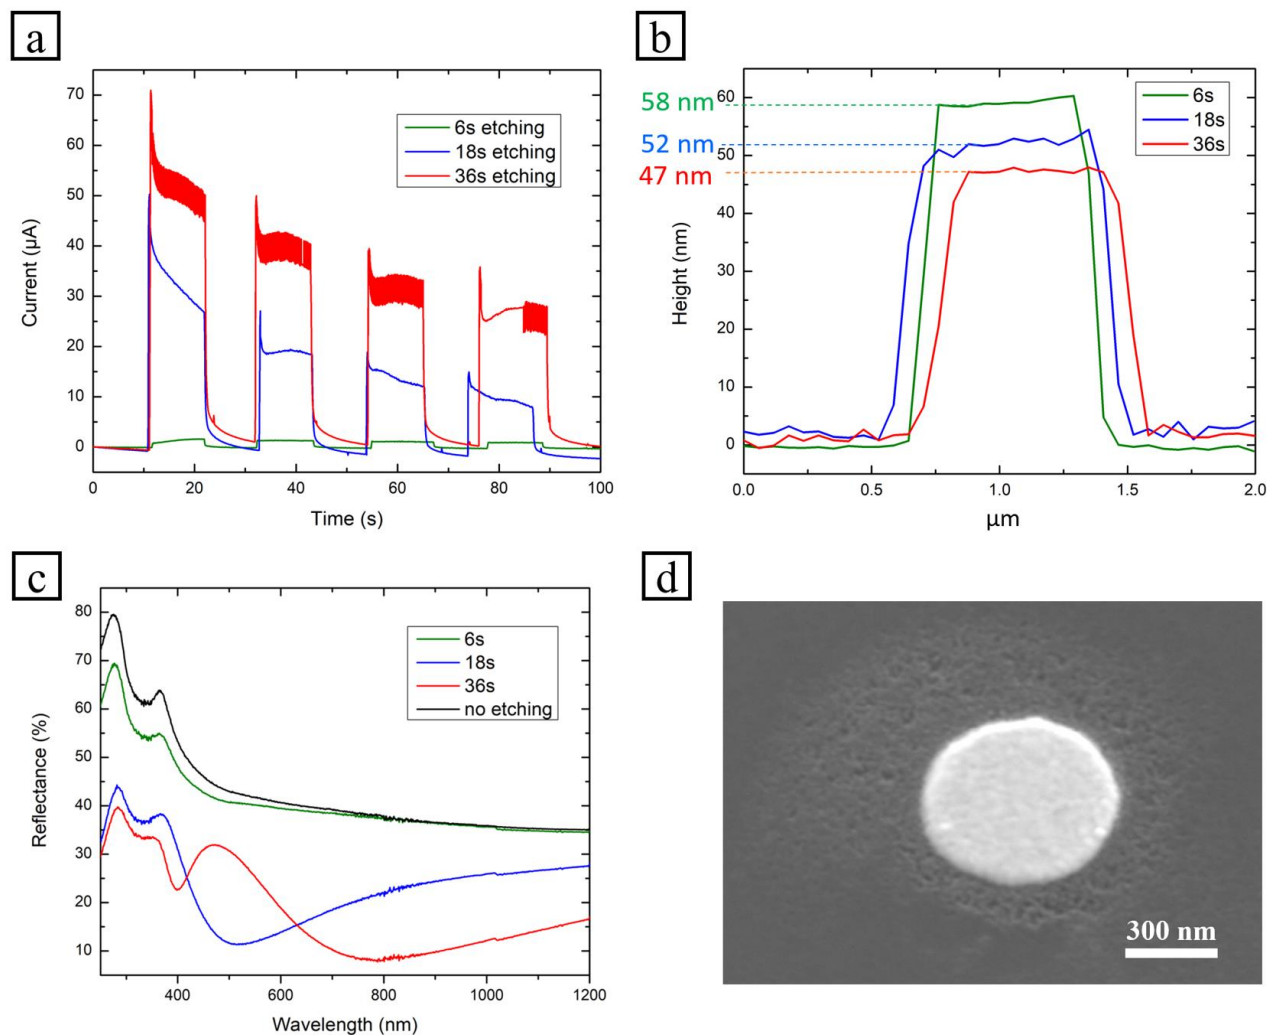 a
70
60
50
40
30
20
10
0
Current (µA)
6s etching
18s etching
36s etching
0 20 40 60 80 100
Time (s)
b
58 nm
52 nm
47 nm
60
50
40
30
20
10
0
Height (nm)
6s
18s
36s
0.0 0.5 1.0 1.5 2.0
µm
c
80
70
60
50
40
30
20
10
Reflectance (%)
6s
18s
36s
no etching
400 600 800 1000 1200
Wavelength (nm)
d
300 nm